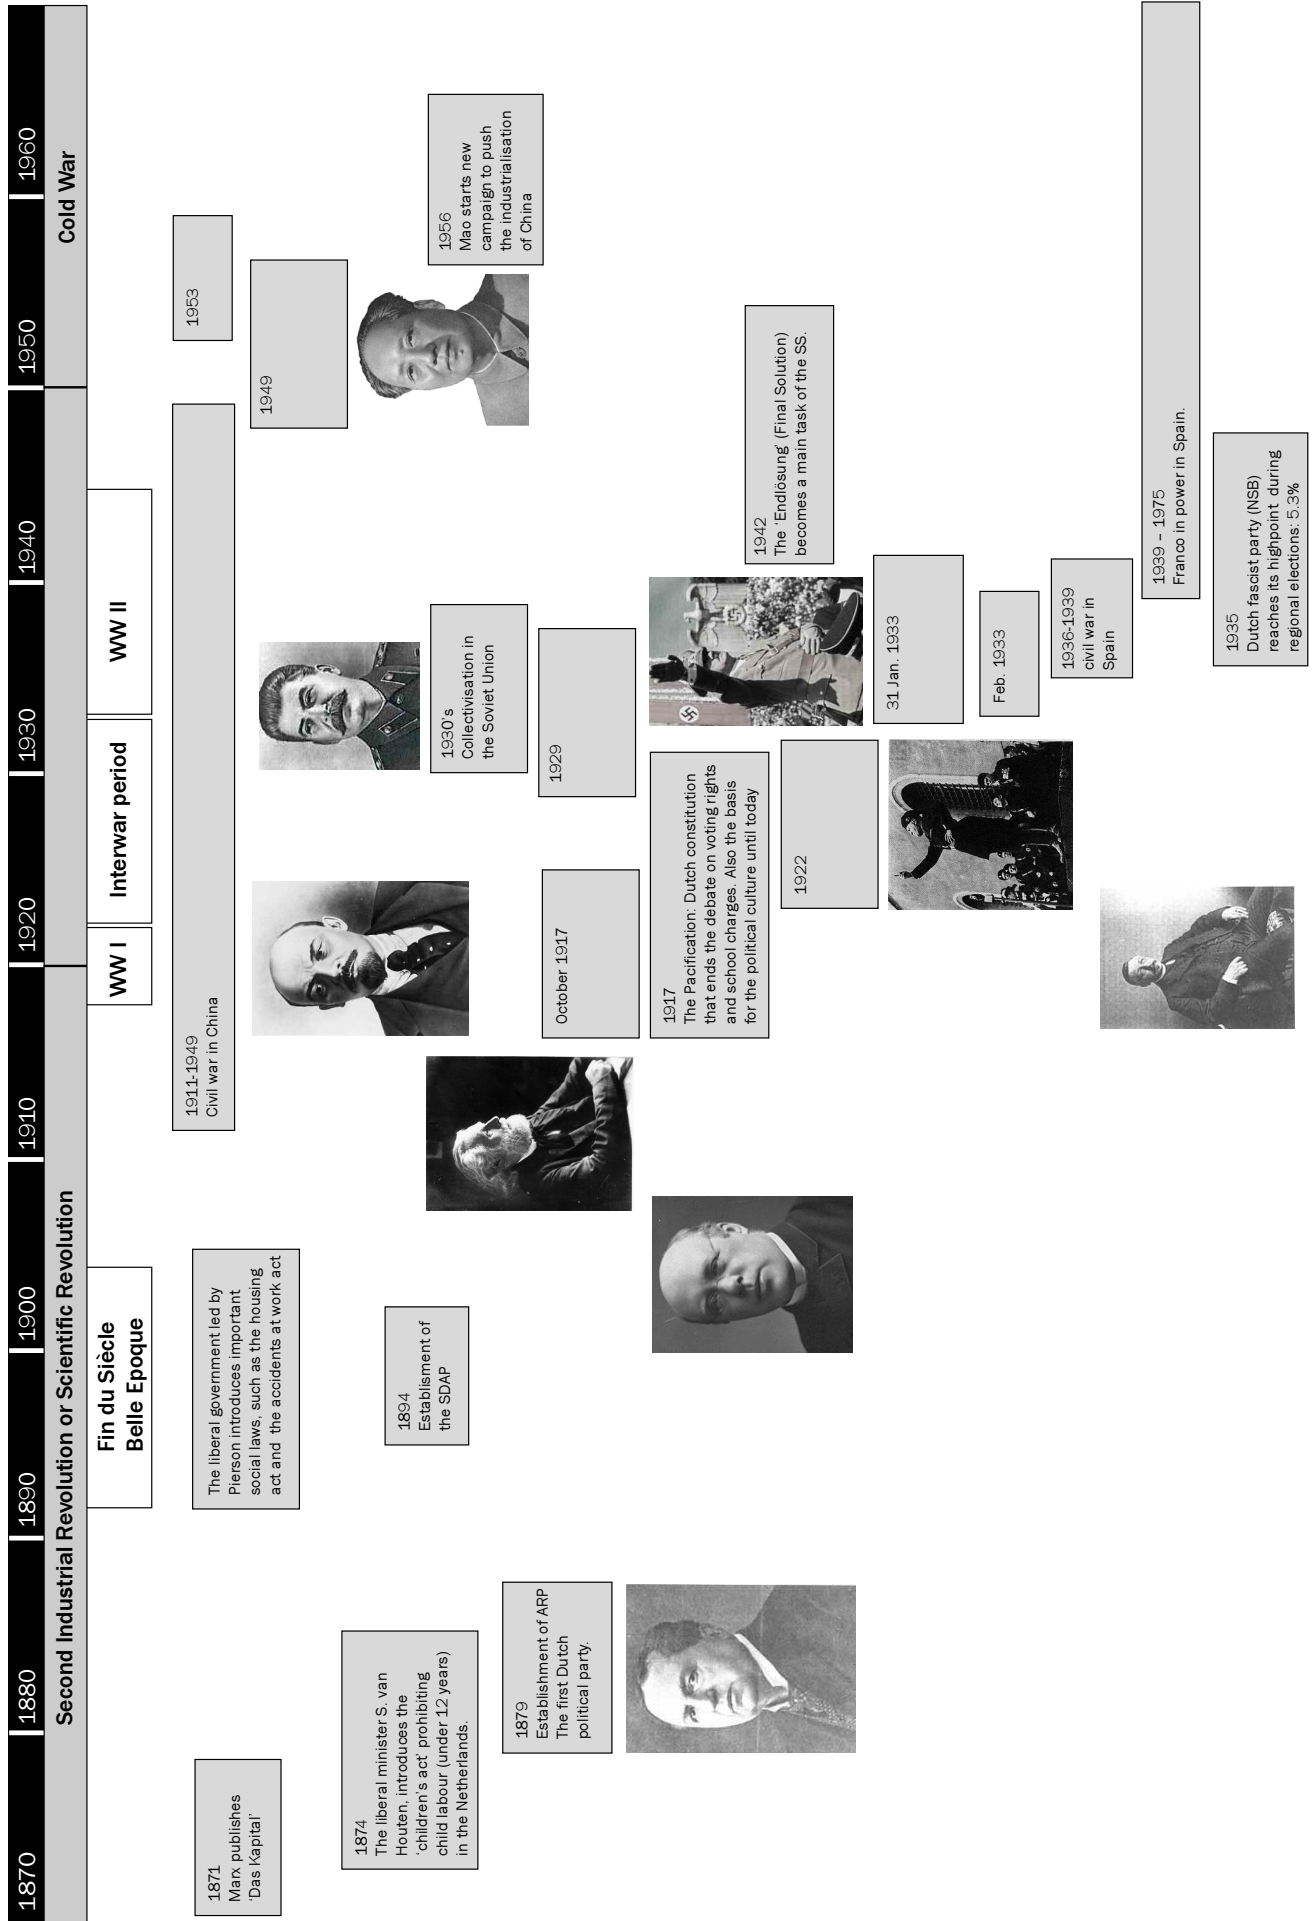 1870 1880 1890 1900 1910 1920 1930 1940 1950 1960
Second Industrial Revolution or Scientific Revolution
Cold War
Fin du Siècle
Belle Epoque
WW I
Interwar period
WW II
1871
Marx publishes
'Das Kapital'
1874
The liberal minister S. van
Houten, introduces the
'children's act' prohibiting
child labour (under 12 years)
in the Netherlands.
1879
Establishment of ARP
The first Dutch
political party.
The liberal government led by
Pierson introduces important
social laws, such as the housing
act and the accidents at work act
1894
Establisment of
the SDAP
1911-1949
Civil war in China
October 1917
1917
The Pacification: Dutch constitution
that ends the debate on voting rights
and school charges. Also the basis
for the political culture until today
1922
1930's
Collectivisation in
the Soviet Union
1929
31 Jan. 1933
Feb. 1933
1936-1939
civil war in
Spain
1939 – 1975
Franco in power in Spain.
1935
Dutch fascist party (NSB)
reaches its highpoint during
regional elections: 5.3%
1942
The 'Endlösung' (Final Solution)
becomes a main task of the SS.
1949
1953
1956
Mao starts new
campaign to push
the industrialisation
of China